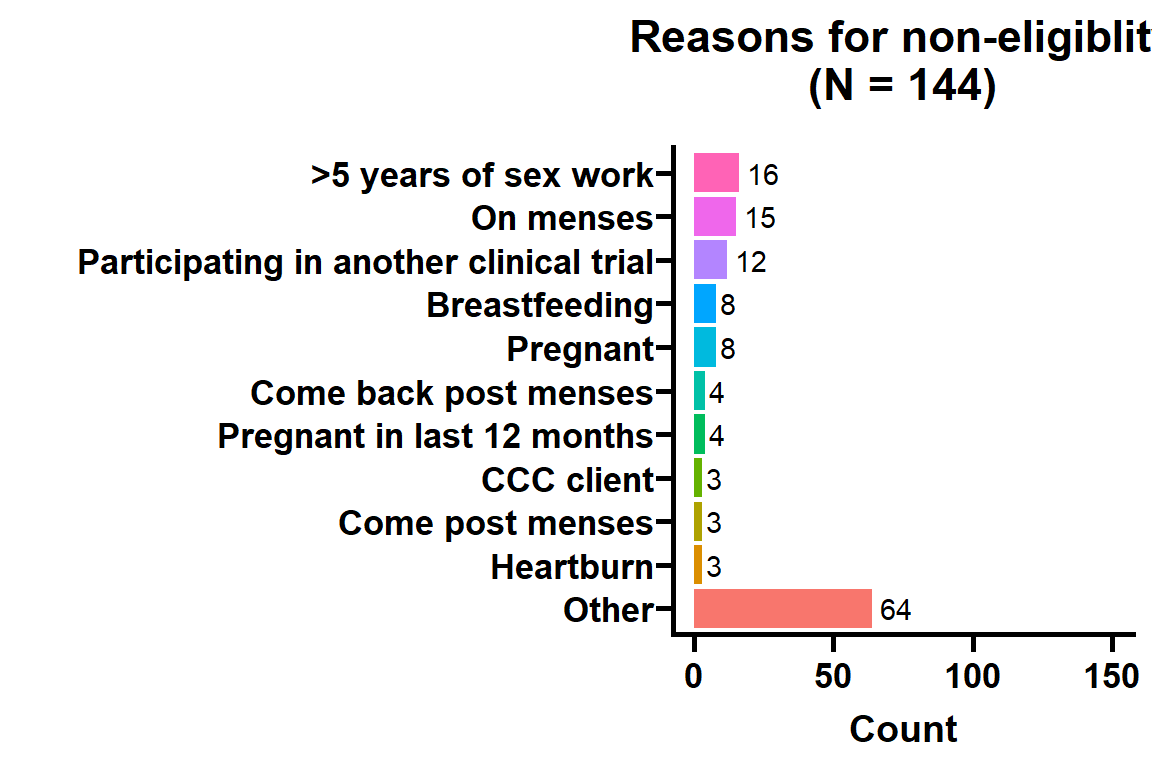 Reasons for non-eligiblit
(N = 144)
>5 years of sex work 16
On menses 15
Participating in another clinical trial 12
Breastfeeding 8
Pregnant 8
Come back post menses 4
Pregnant in last 12 months 4
CCC client 3
Come post menses 3
Heartburn 3
Other 64
0 50 100 150
Count